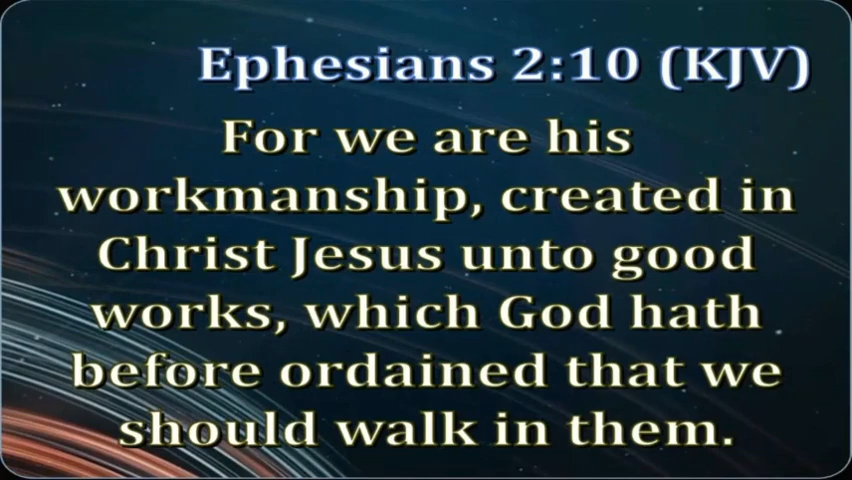 Ephesians 2:10 (KJV)
For we are his
workmanship, created in
Christ Jesus unto good
works, which God hath
before ordained that we
should walk in them.